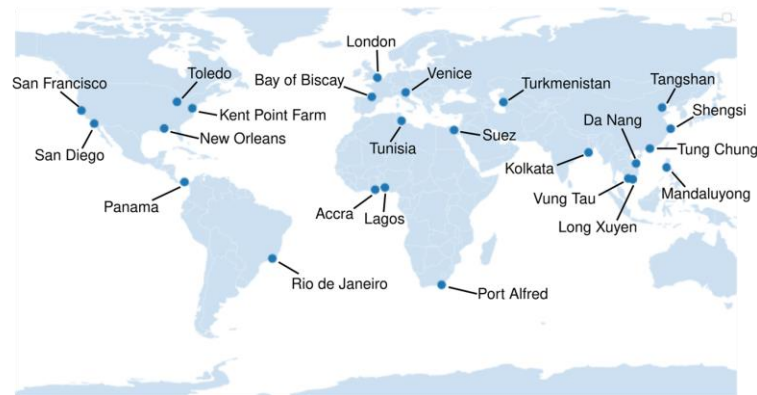 London
San Francisco
Toledo
Bay of Biscay
Venice
Turkmenistan
Tangshan
Kent Point Farm
Shengsi
Da Nang
New Orleans
Suez
San Diego
Tunisia
Tung Chung
Kolkata
Panama
Accra
Lagos
Vung Tau
Mandaluyong
Long Xuyen
Rio de Janeiro
Port Alfred